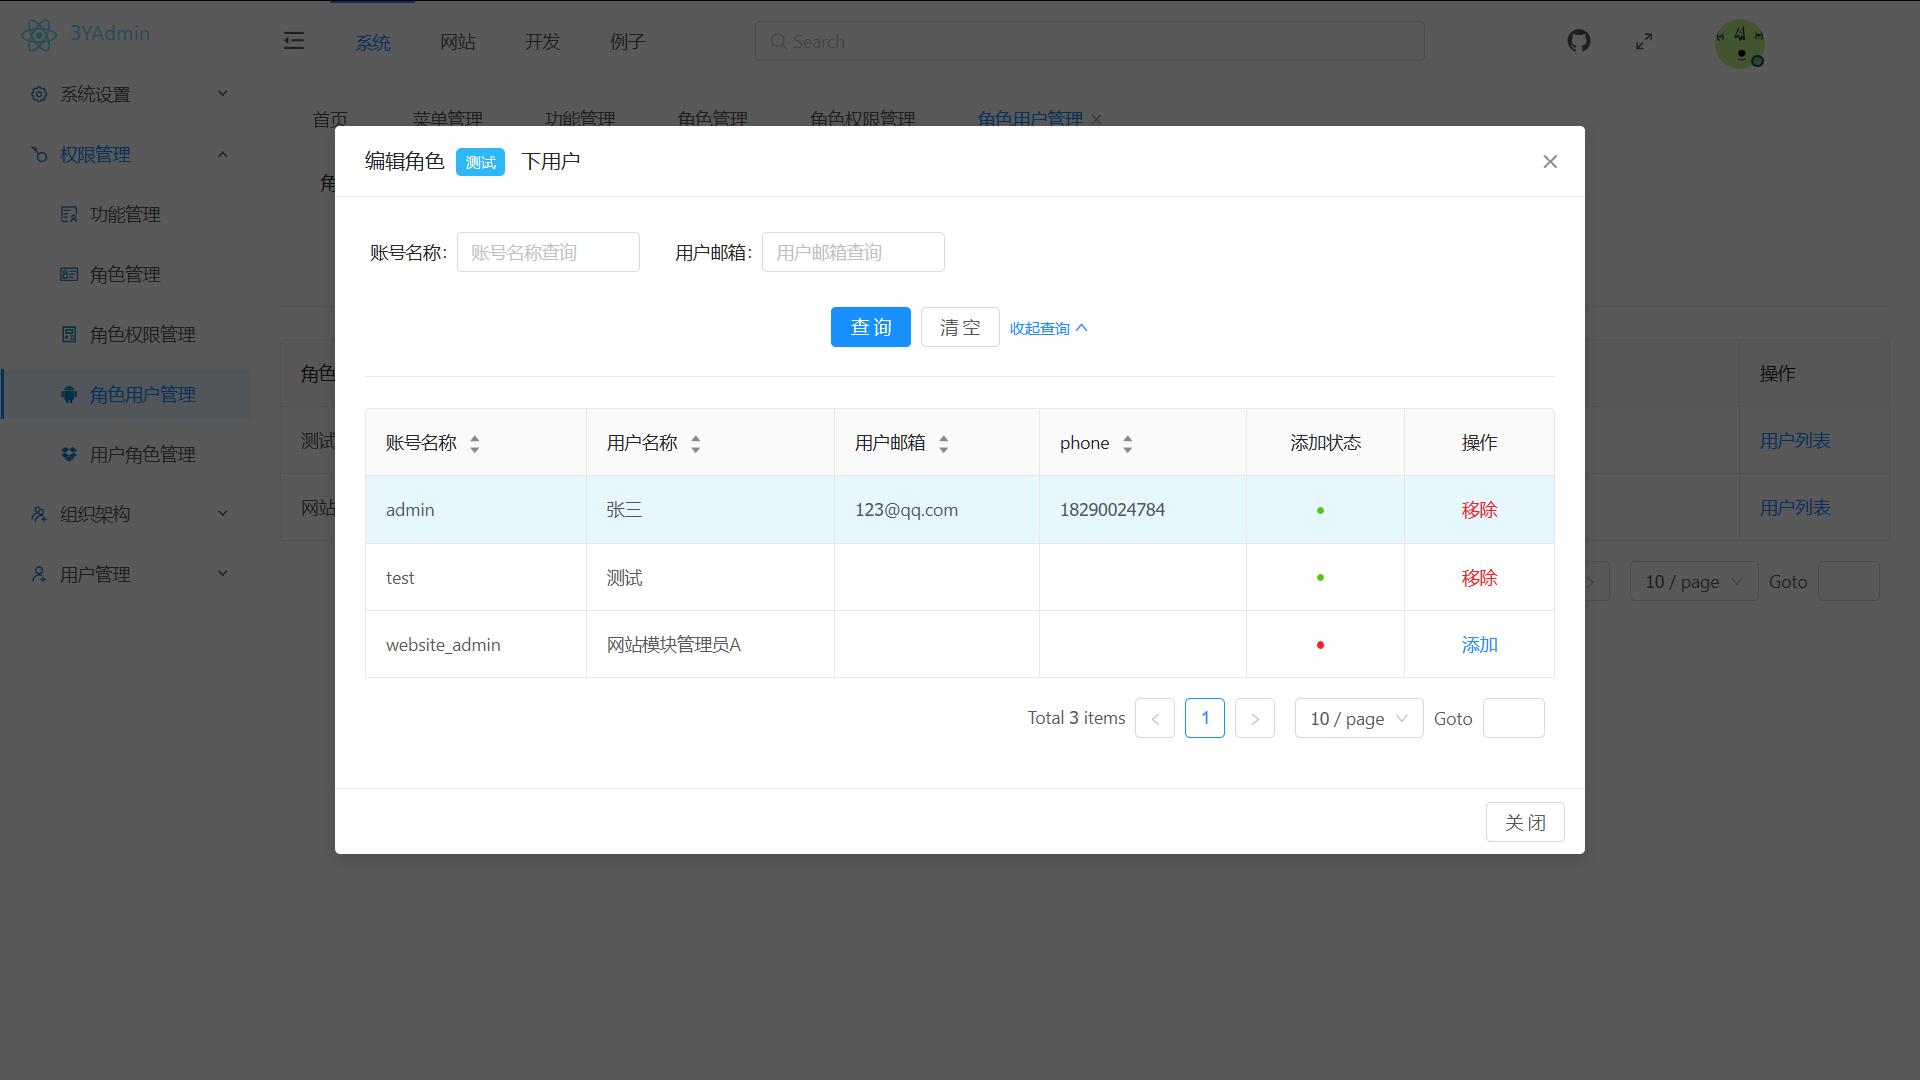 3YAdmin
系统 网站 开发 例子
Search
系统设置
权限管理
功能管理
角色管理
角色权限管理
角色用户管理
用户角色管理
组织架构
用户管理
首页 菜单管理 功能管理 角色管理 角色权限管理 角色用户管理
编辑角色 测试 下用户
账号名称: 账号名称查询 用户邮箱: 用户邮箱查询
查 询 清 空 收起查询
账号名称 用户名称 用户邮箱 phone 添加状态 操作
admin 张三 123@qq.com 18290024784 移除
test 测试 移除
website_admin 网站模块管理员A 添加
Total 3 items 1 10 / page Goto
关 闭
角
角色 操作
测试 用户列表
网站 用户列表
10 / page Goto